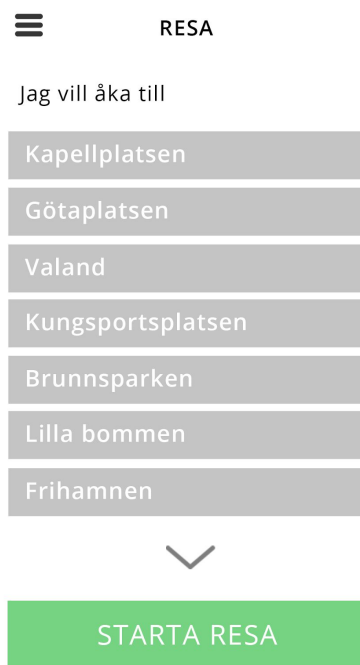 RESA
Jag vill åka till
Kapellplatsen
Götaplatsen
Valand
Kungsportsplatsen
Brunnsparken
Lilla bommen
Frihamnen
STARTA RESA